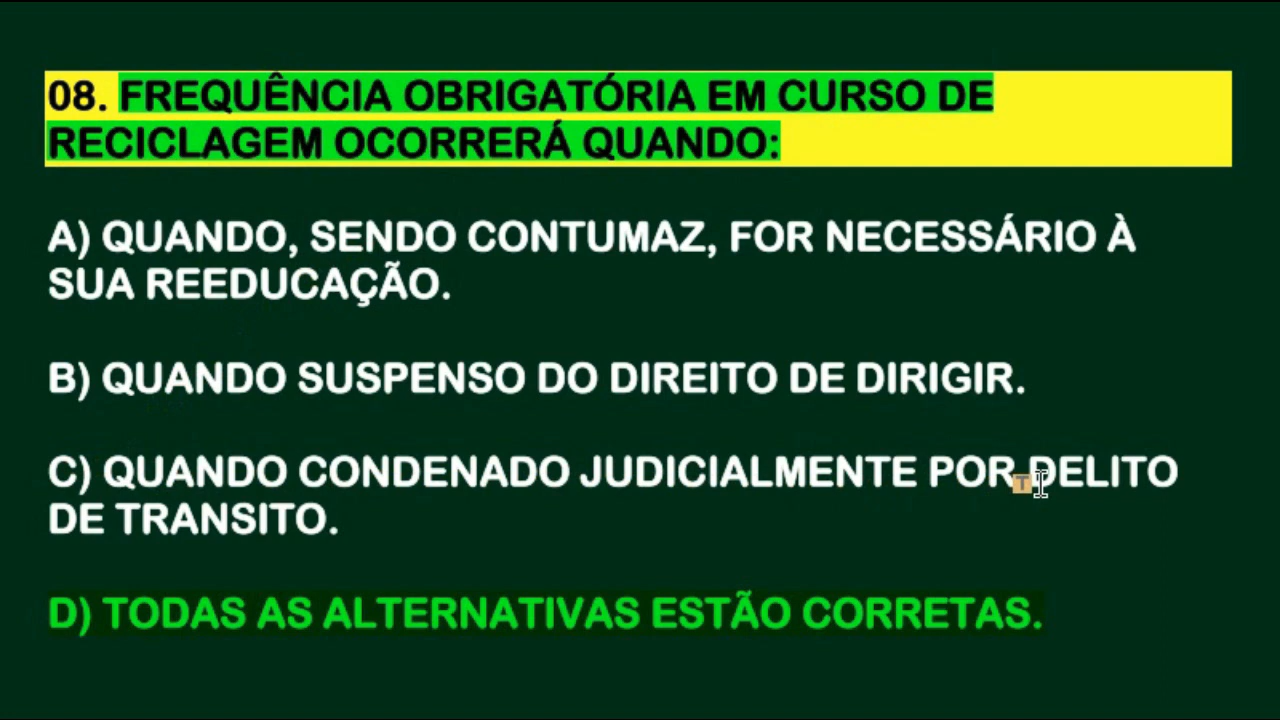 08. FREQUÊNCIA OBRIGATÓRIA EM CURSO DE
RECICLAGEM OCORRERÁ QUANDO:
A) QUANDO, SENDO CONTUMAZ, FOR NECESSÁRIO À
SUA REEDUCAÇÃO.
B) QUANDO SUSPENSO DO DIREITO DE DIRIGIR.
C) QUANDO CONDENADO JUDICIALMENTE POR DELITO
DE TRANSITO.
D) TODAS AS ALTERNATIVAS ESTÃO CORRETAS.